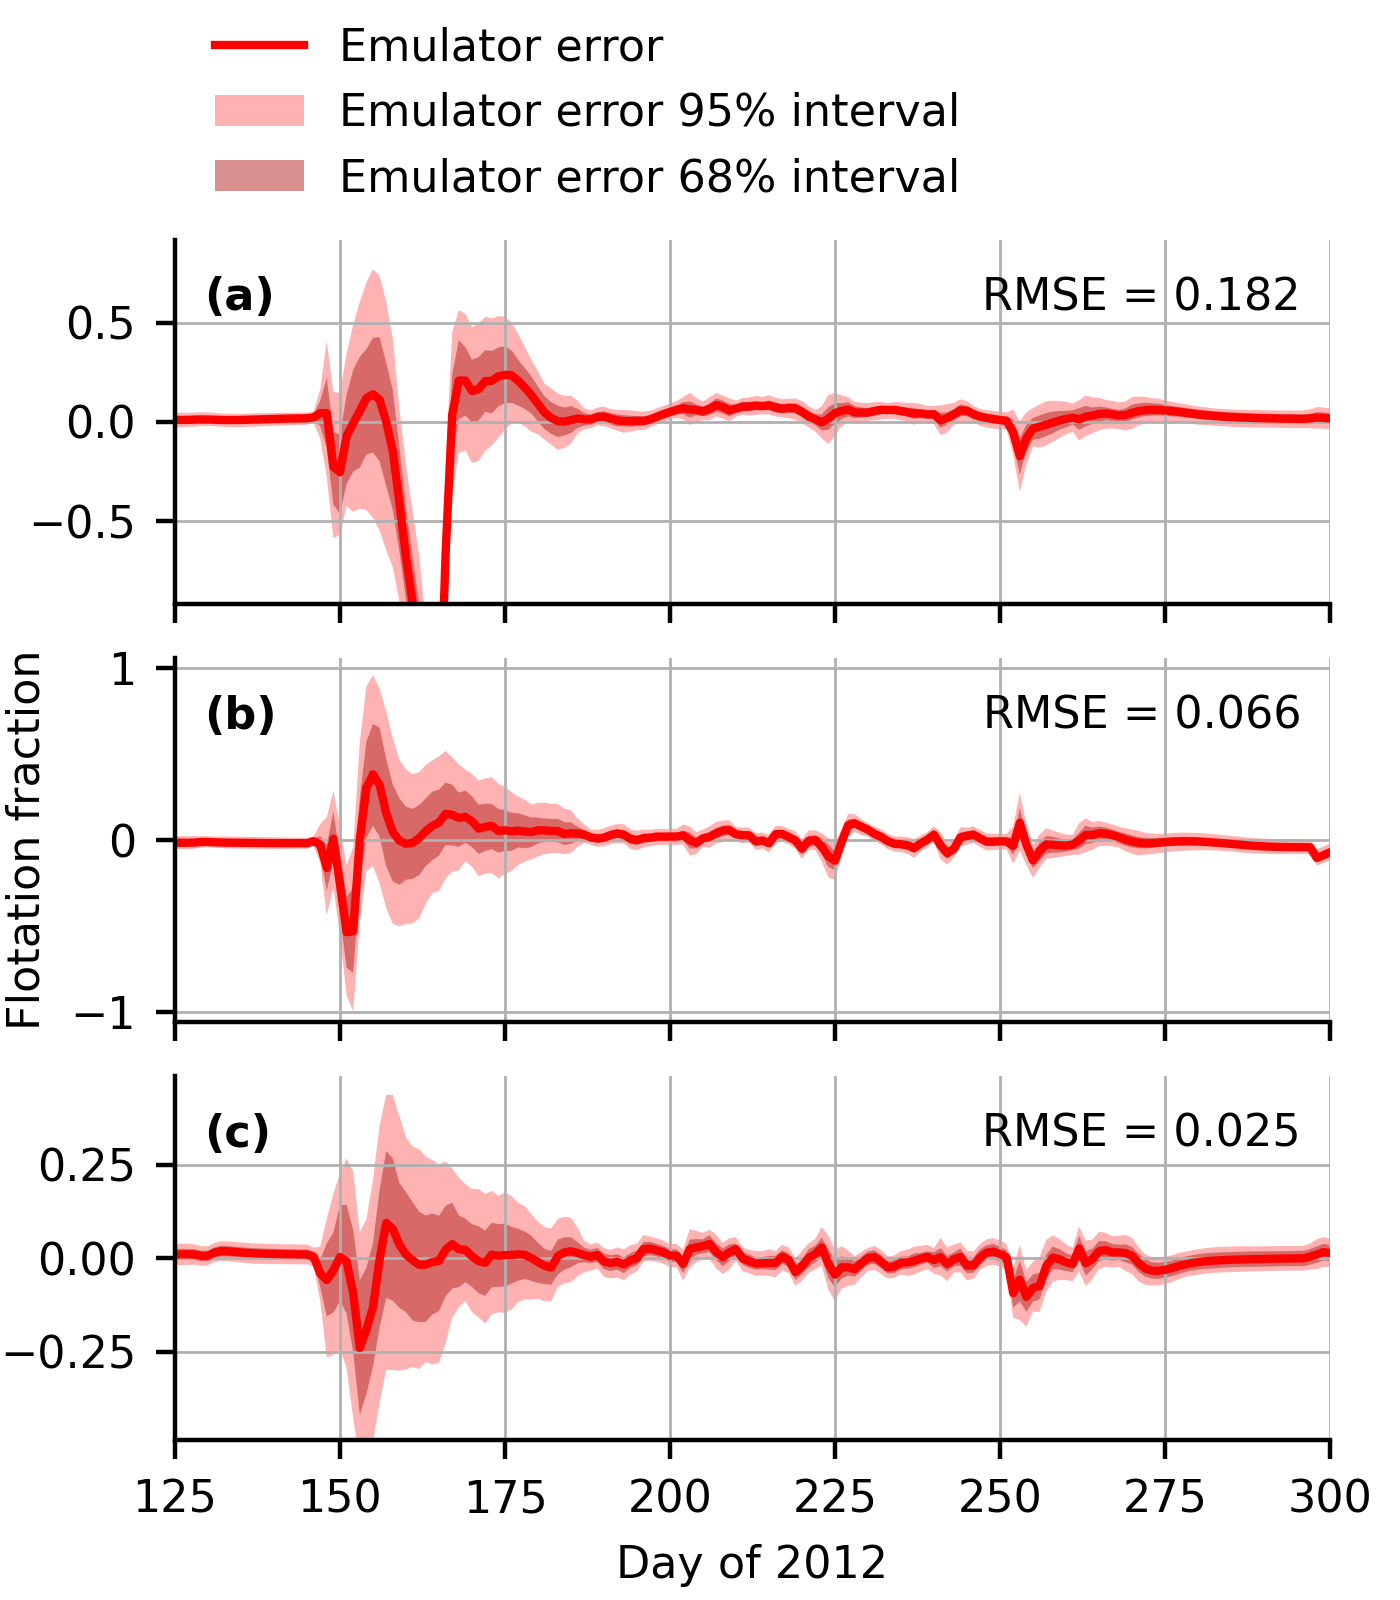 Emulator error
Emulator error 95% interval
Emulator error 68% interval
(a)
RMSE = 0.182
0.5
0.0
−0.5
Flotation fraction
(b)
RMSE = 0.066
1
0
−1
(c)
RMSE = 0.025
0.25
0.00
−0.25
125 150 175 200 225 250 275 300
Day of 2012